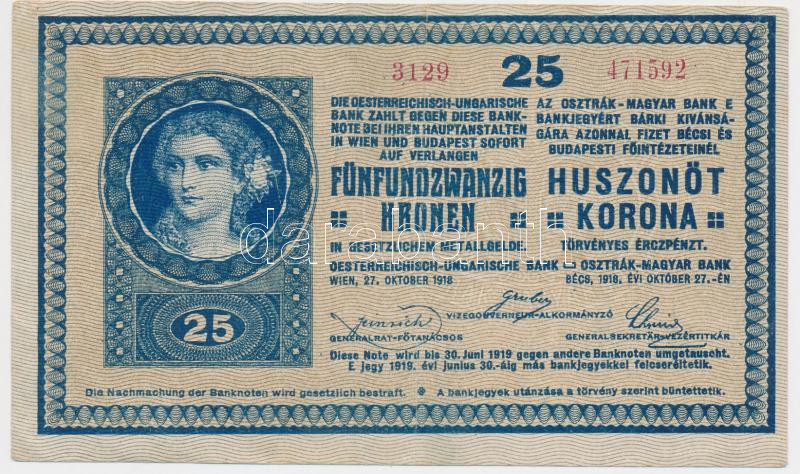 3129 25 471592
DIE OESTERREICHISCH-UNGARISCHE
BANK ZAHLT GEGEN DIESE BANK-
NOTE BEI IHREN HAUPTANSTALTEN
IN WIEN UND BUDAPEST SOFORT
AUF VERLANGEN
FÜNFUNDZWANZIG
KRONEN
IN GESETZLICHEM METALLGELDE.
OESTERREICHISCH-UNGARISCHE BANK
WIEN, 27. OKTOBER 1918
AZ OSZTRÁK-MAGYAR BANK E
BANKJEGYÉRT BÁRKI KIVÁNSÁ-
GÁRA AZONNAL FIZET BÉCSI ÉS
BUDAPESTI FŐINTÉZETEINÉL
HUSZONÖT
KORONA
TÖRVÉNYES ÉRCZPÉNZT.
OSZTRÁK-MAGYAR BANK
BÉCS, 1918. ÉVI OKTÓBER 27.-ÉN
darabanth
25
Gruber
VIZEGOUVERNEUR-ALKORMÁNYZÓ
GENERALRAT-FŐTANÁCSOS
GENERALSEKRETÄR-VEZÉRTITKÁR
Diese Note wird bis 30. Juni 1919 gegen andere Banknoten umgetauscht.
E jegy 1919. évi junius 30.-áig más bankjegyekkel felcseréltetik.
Die Nachmachung der Banknoten wird gesetzlich bestraft. A bankjegyek utánzása a törvény szerint büntettetik.